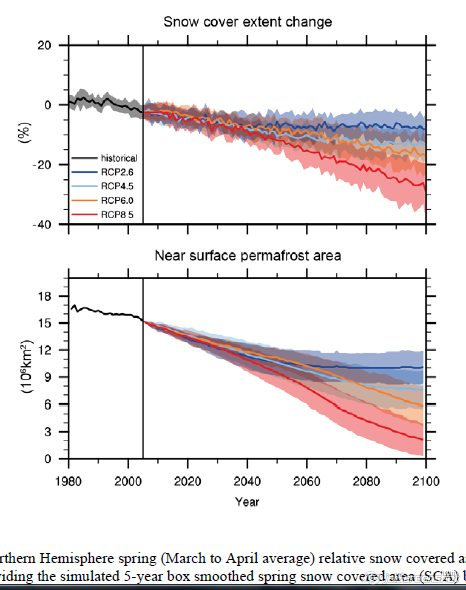 Snow cover extent change
20
0
-20
-40
(%)
historical
RCP2.6
RCP4.5
RCP6.0
RCP8.5
Near surface permafrost area
18
15
12
9
6
3
0
(10⁶km²)
1980 2000 2020 2040 2060 2080 2100
Year
rthern Hemisphere spring (March to April average) relative snow covered a
viding the simulated 5-year box smoothed spring snow covered area (SCA) b